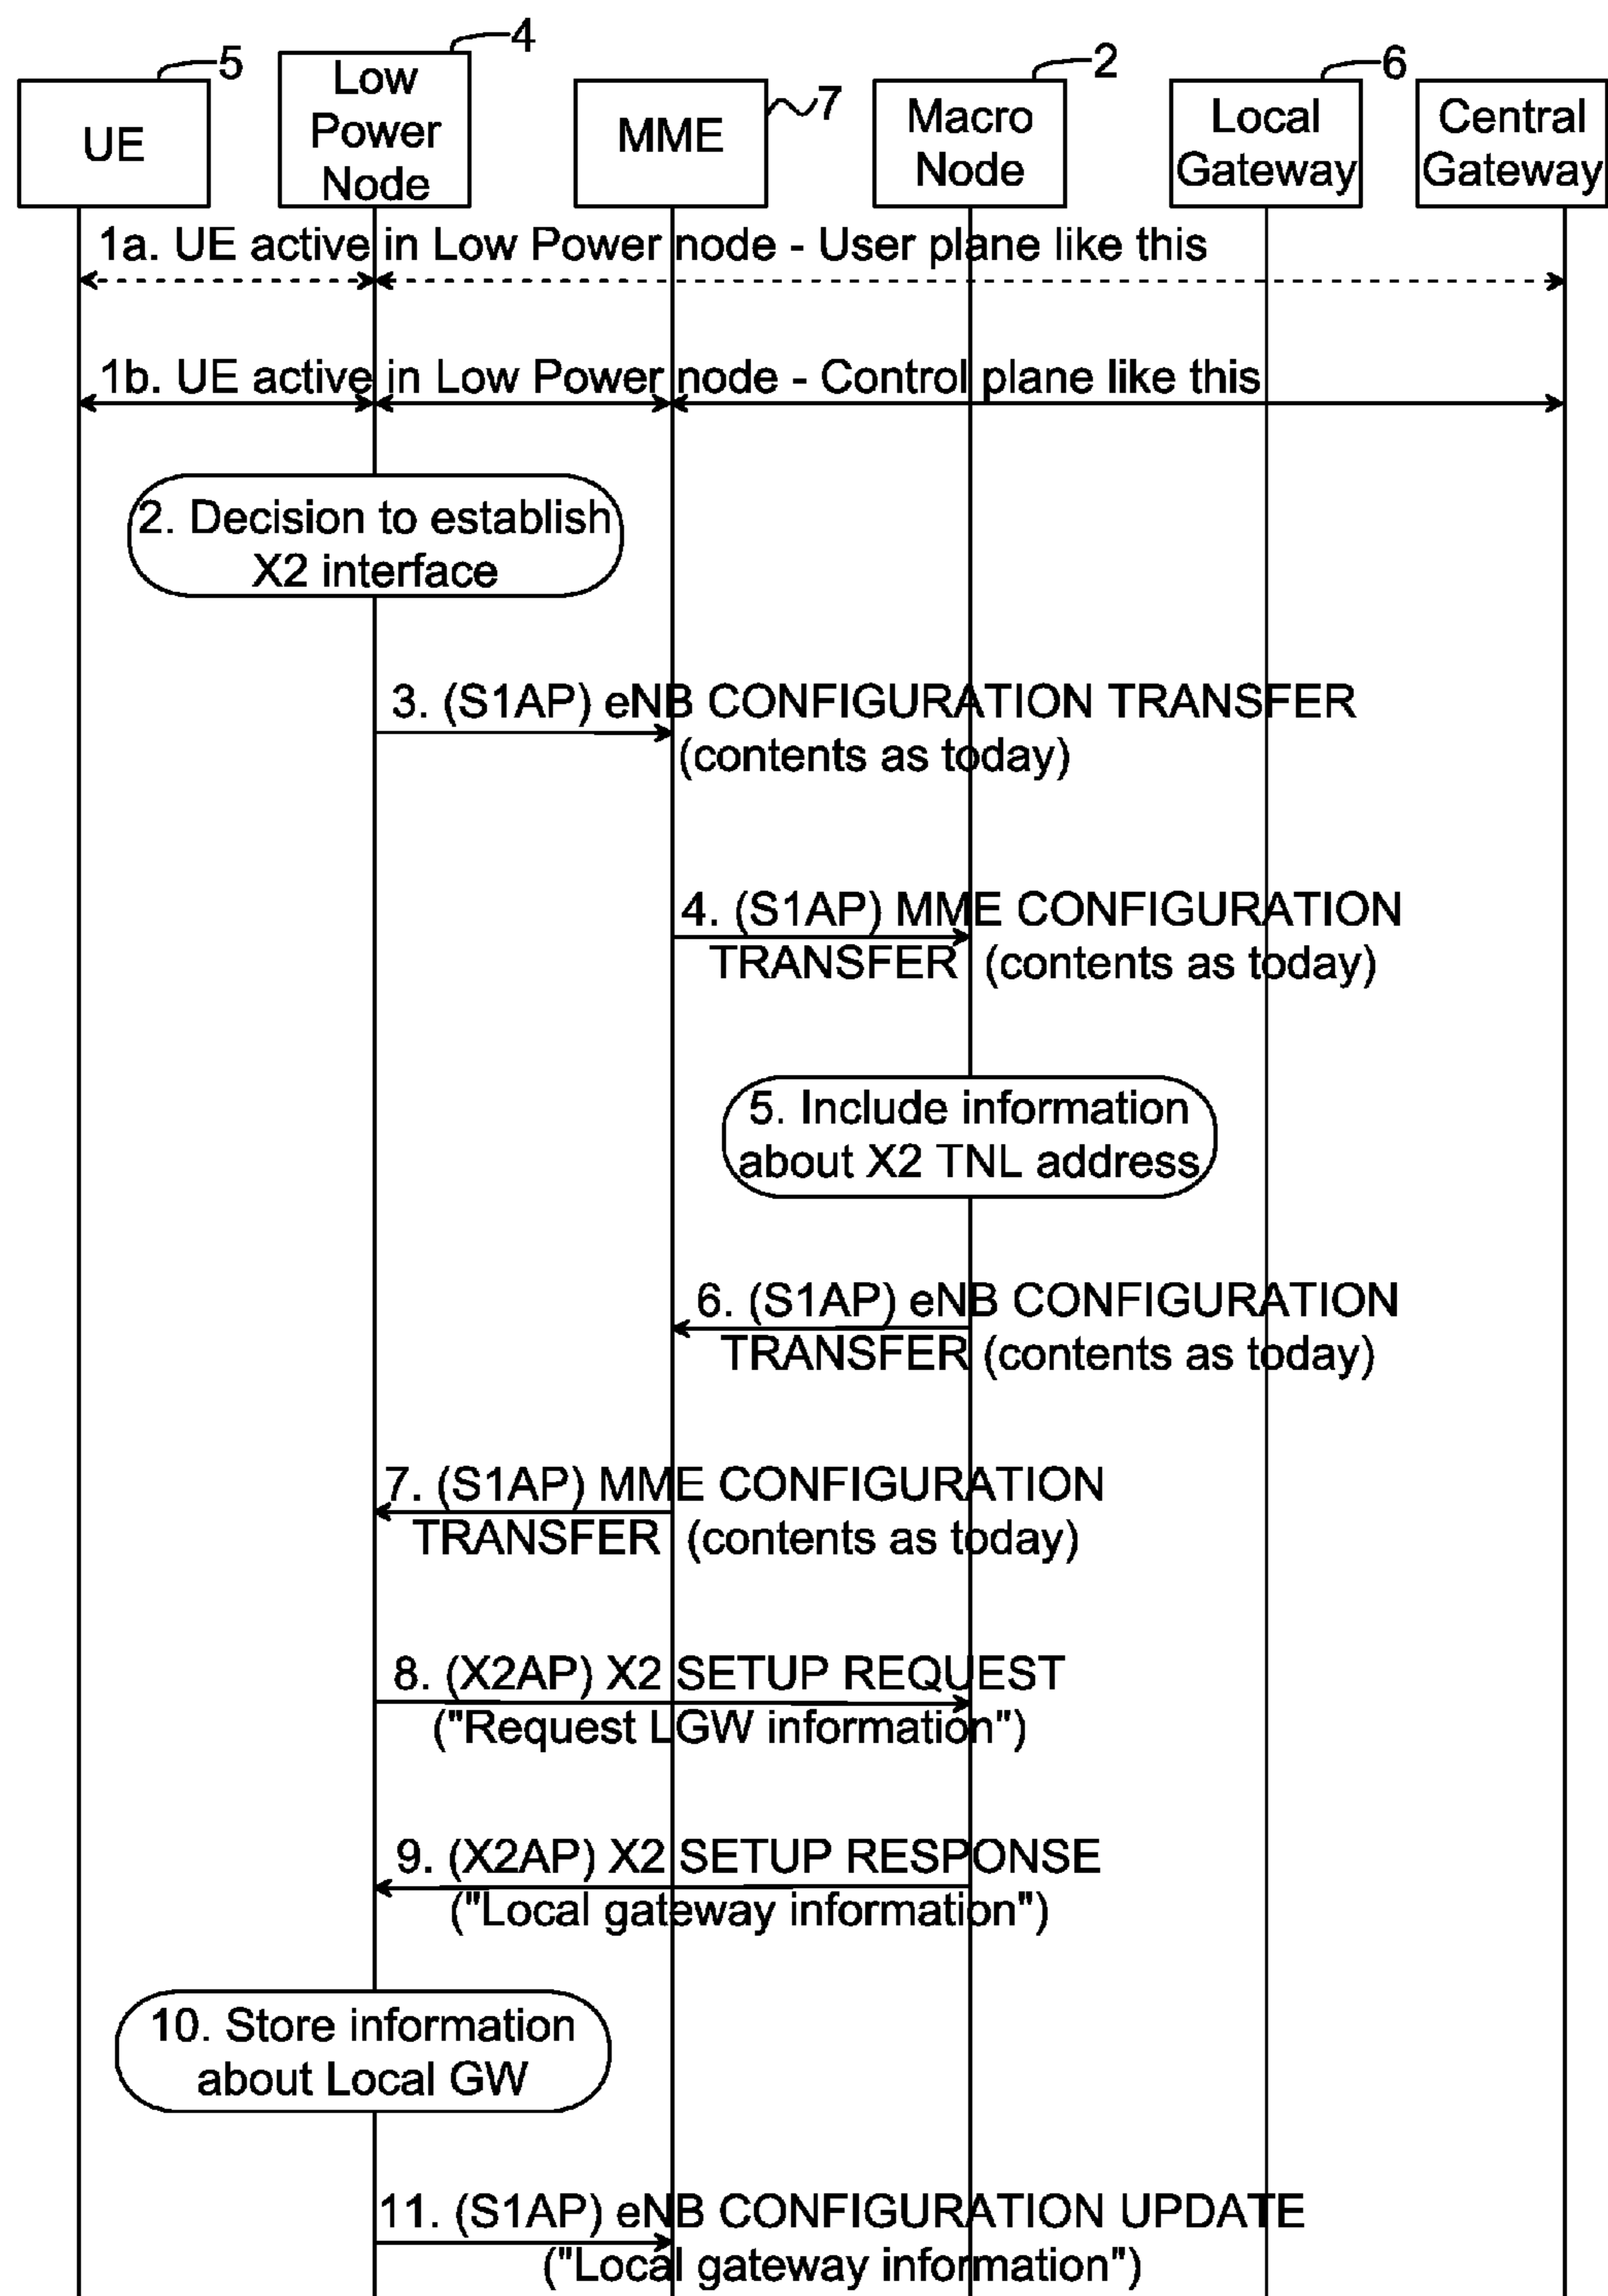 5
4
2
6
UE
Low
Power
Node
MME
7
Macro
Node
Local
Gateway
Central
Gateway
1a. UE active in Low Power node - User plane like this
1b. UE active in Low Power node - Control plane like this
2. Decision to establish
X2 interface
3. (S1AP) eNB CONFIGURATION TRANSFER
(contents as today)
4. (S1AP) MME CONFIGURATION
TRANSFER (contents as today)
5. Include information
about X2 TNL address
6. (S1AP) eNB CONFIGURATION
TRANSFER (contents as today)
7. (S1AP) MME CONFIGURATION
TRANSFER (contents as today)
8. (X2AP) X2 SETUP REQUEST
("Request LGW information")
9. (X2AP) X2 SETUP RESPONSE
("Local gateway information")
10. Store information
about Local GW
11. (S1AP) eNB CONFIGURATION UPDATE
("Local gateway information")